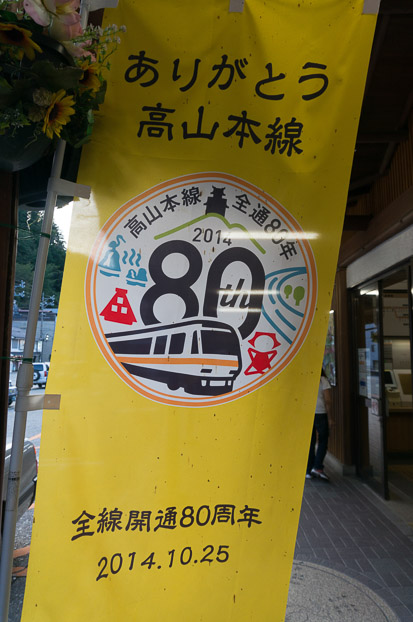 ありがとう
高山本線
高山本線 全通80年
2014
80th
全線開通80周年
2014.10.25